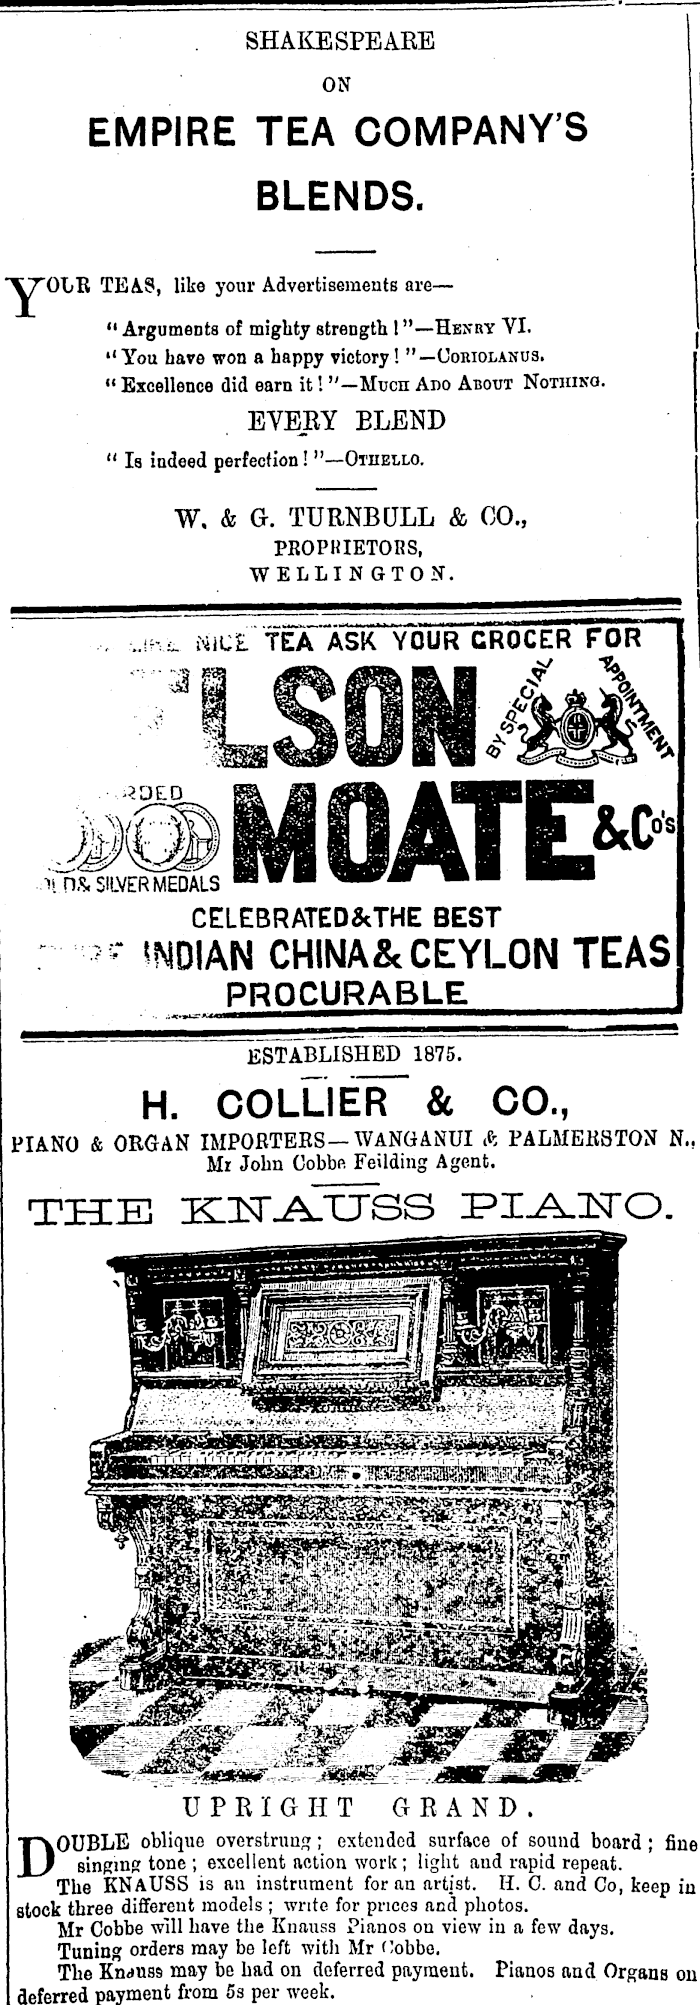 SHAKESPEARE
ON
EMPIRE TEA COMPANY'S
BLENDS.
YOUR TEAS, like your Advertisements are—
"Arguments of mighty strength!"—HENRY VI.
"You have won a happy victory!"—CORIOLANUS.
"Excellence did earn it!"—MUCH ADO ABOUT NOTHING.
EVERY BLEND
"Is indeed perfection!"—OTHELLO.
W. & G. TURNBULL & CO.,
PROPRIETORS,
WELLINGTON.
NICE TEA ASK YOUR GROCER FOR
LSON
BY SPECIAL APPOINTMENT
RDED
MOATE & Co's
OLD & SILVER MEDALS
CELEBRATED & THE BEST
INDIAN CHINA & CEYLON TEAS
PROCURABLE
ESTABLISHED 1875.
H. COLLIER & CO.,
PIANO & ORGAN IMPORTERS—WANGANUI & PALMERSTON N.,
Mr John Cobbe Feilding Agent.
THE KNAUSS PIANO.
UPRIGHT GRAND.
DOUBLE oblique overstrung; extended surface of sound board; fine
singing tone; excellent action work; light and rapid repeat.
The KNAUSS is an instrument for an artist. H. C. and Co, keep in
stock three different models; write for prices and photos.
Mr Cobbe will have the Knauss Pianos on view in a few days.
Tuning orders may be left with Mr Cobbe.
The Knauss may be had on deferred payment. Pianos and Organs on
deferred payment from 5s per week.